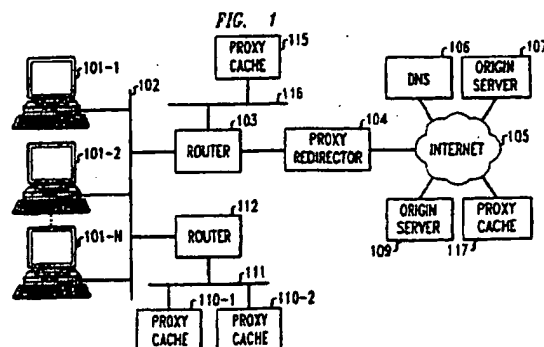 FIG. 1
PROXY CACHE
115
101-1
102
116
103
104
106
107
DNS
ORIGIN SERVER
101-2
ROUTER
PROXY REDIRECTOR
INTERNET
105
112
101-N
ROUTER
ORIGIN SERVER
PROXY CACHE
109
117
111
110-1
110-2
PROXY CACHE
PROXY CACHE